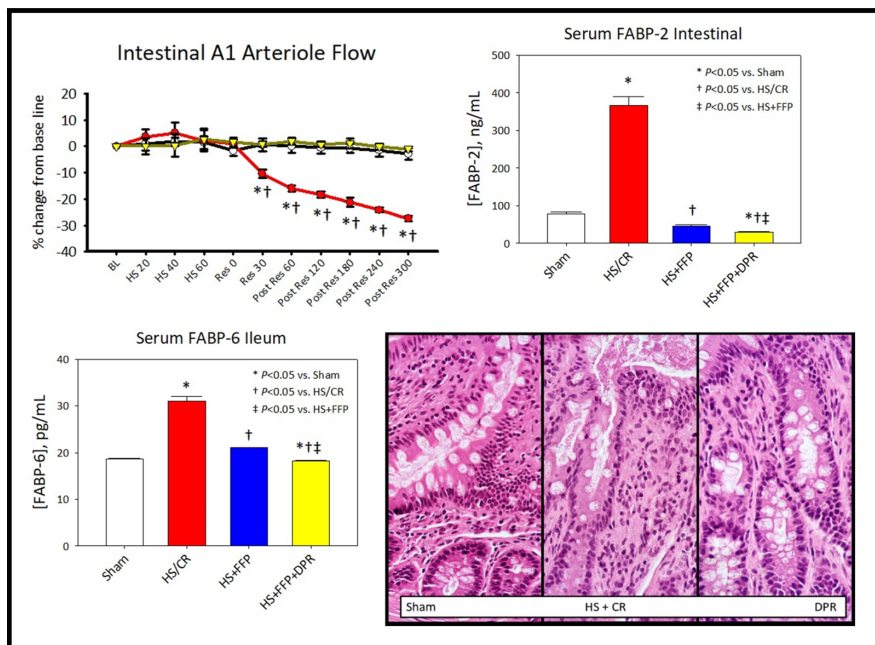 Intestinal A1 Arteriole Flow
% change from base line
20
10
0
-10
-20
-30
-40
*† *† *† *† *† *†
BL HS 20 HS 40 HS 60 Res 0 Res 30 Post Res 60 Post Res 120 Post Res 180 Post Res 240 Post Res 300
Serum FABP-2 Intestinal
[FABP-2], ng/mL
500
400
300
200
100
0
* P<0.05 vs. Sham
† P<0.05 vs. HS/CR
‡ P<0.05 vs. HS+FFP
*
†
*†‡
Sham HS/CR HS+FFP HS+FFP+DPR
Serum FABP-6 Ileum
[FABP-6], pg/mL
40
30
20
10
0
* P<0.05 vs. Sham
† P<0.05 vs. HS/CR
‡ P<0.05 vs. HS+FFP
*
†
*†‡
Sham HS/CR HS+FFP HS+FFP+DPR
Sham HS + CR DPR